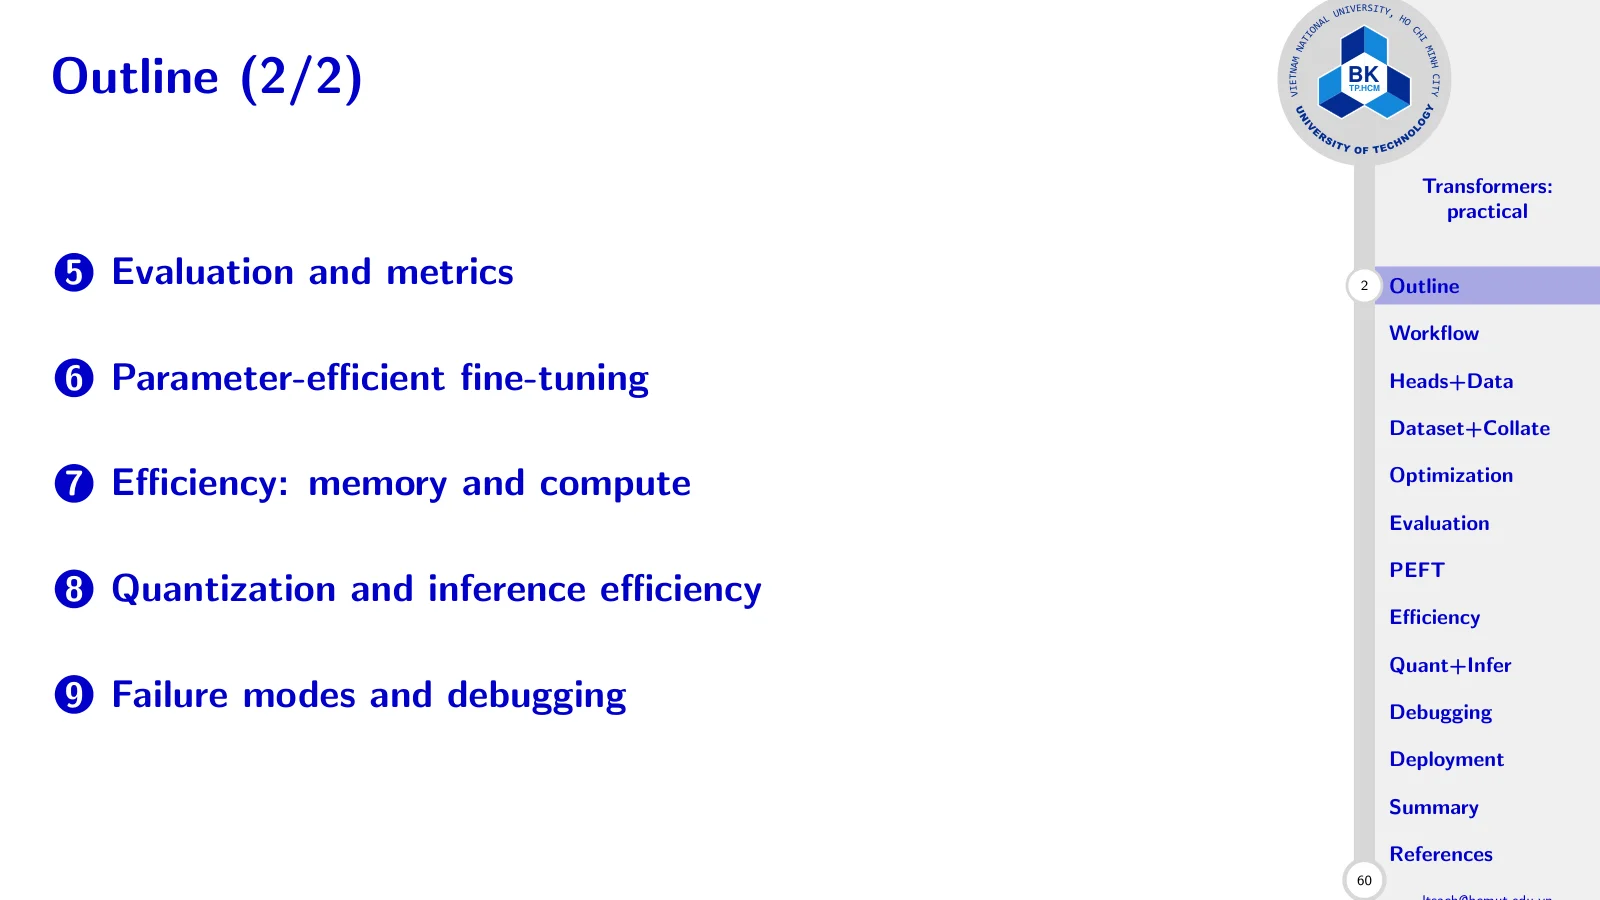 Outline (2/2)
5 Evaluation and metrics
6 Parameter-efficient fine-tuning
7 Efficiency: memory and compute
8 Quantization and inference efficiency
9 Failure modes and debugging
VIETNAM NATIONAL UNIVERSITY, HO CHI MINH CITY
BK
TP.HCM
UNIVERSITY OF TECHNOLOGY
Transformers:
practical
2 Outline
Workflow
Heads+Data
Dataset+Collate
Optimization
Evaluation
PEFT
Efficiency
Quant+Infer
Debugging
Deployment
Summary
References
60